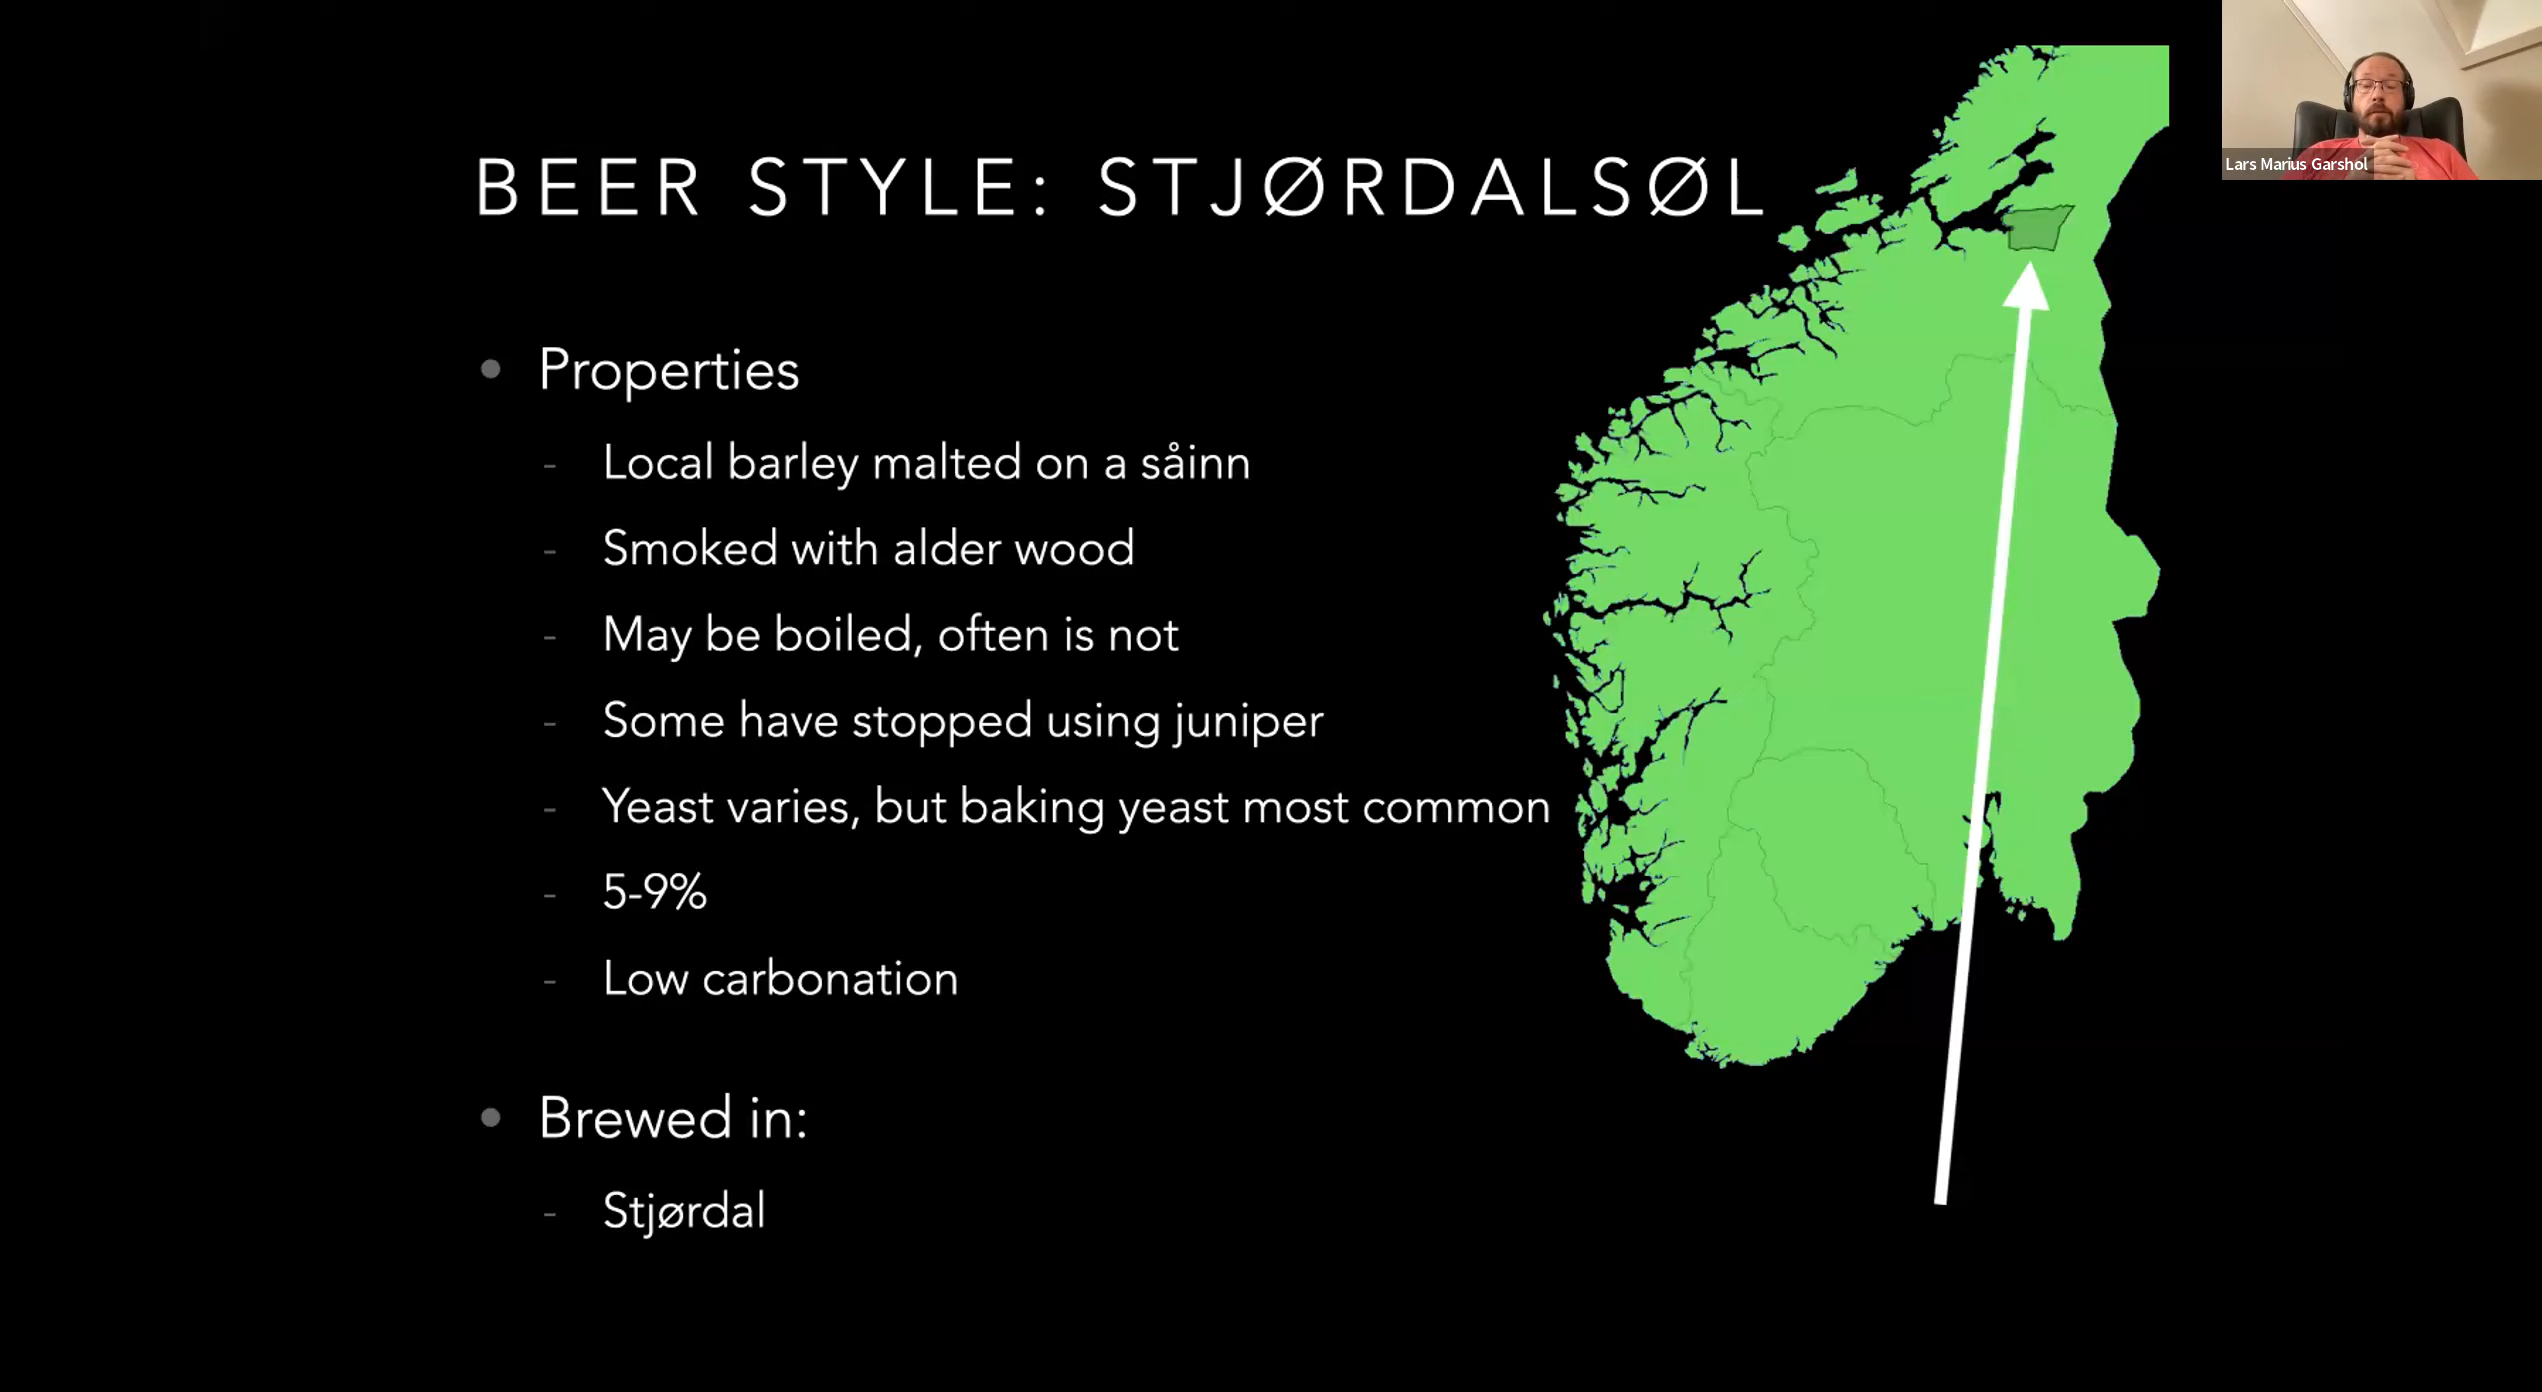 BEER STYLE: STJØRDALSØL
Lars Marius Garshol
• Properties
- Local barley malted on a såinn
- Smoked with alder wood
- May be boiled, often is not
- Some have stopped using juniper
- Yeast varies, but baking yeast most common
- 5-9%
- Low carbonation
• Brewed in:
- Stjørdal